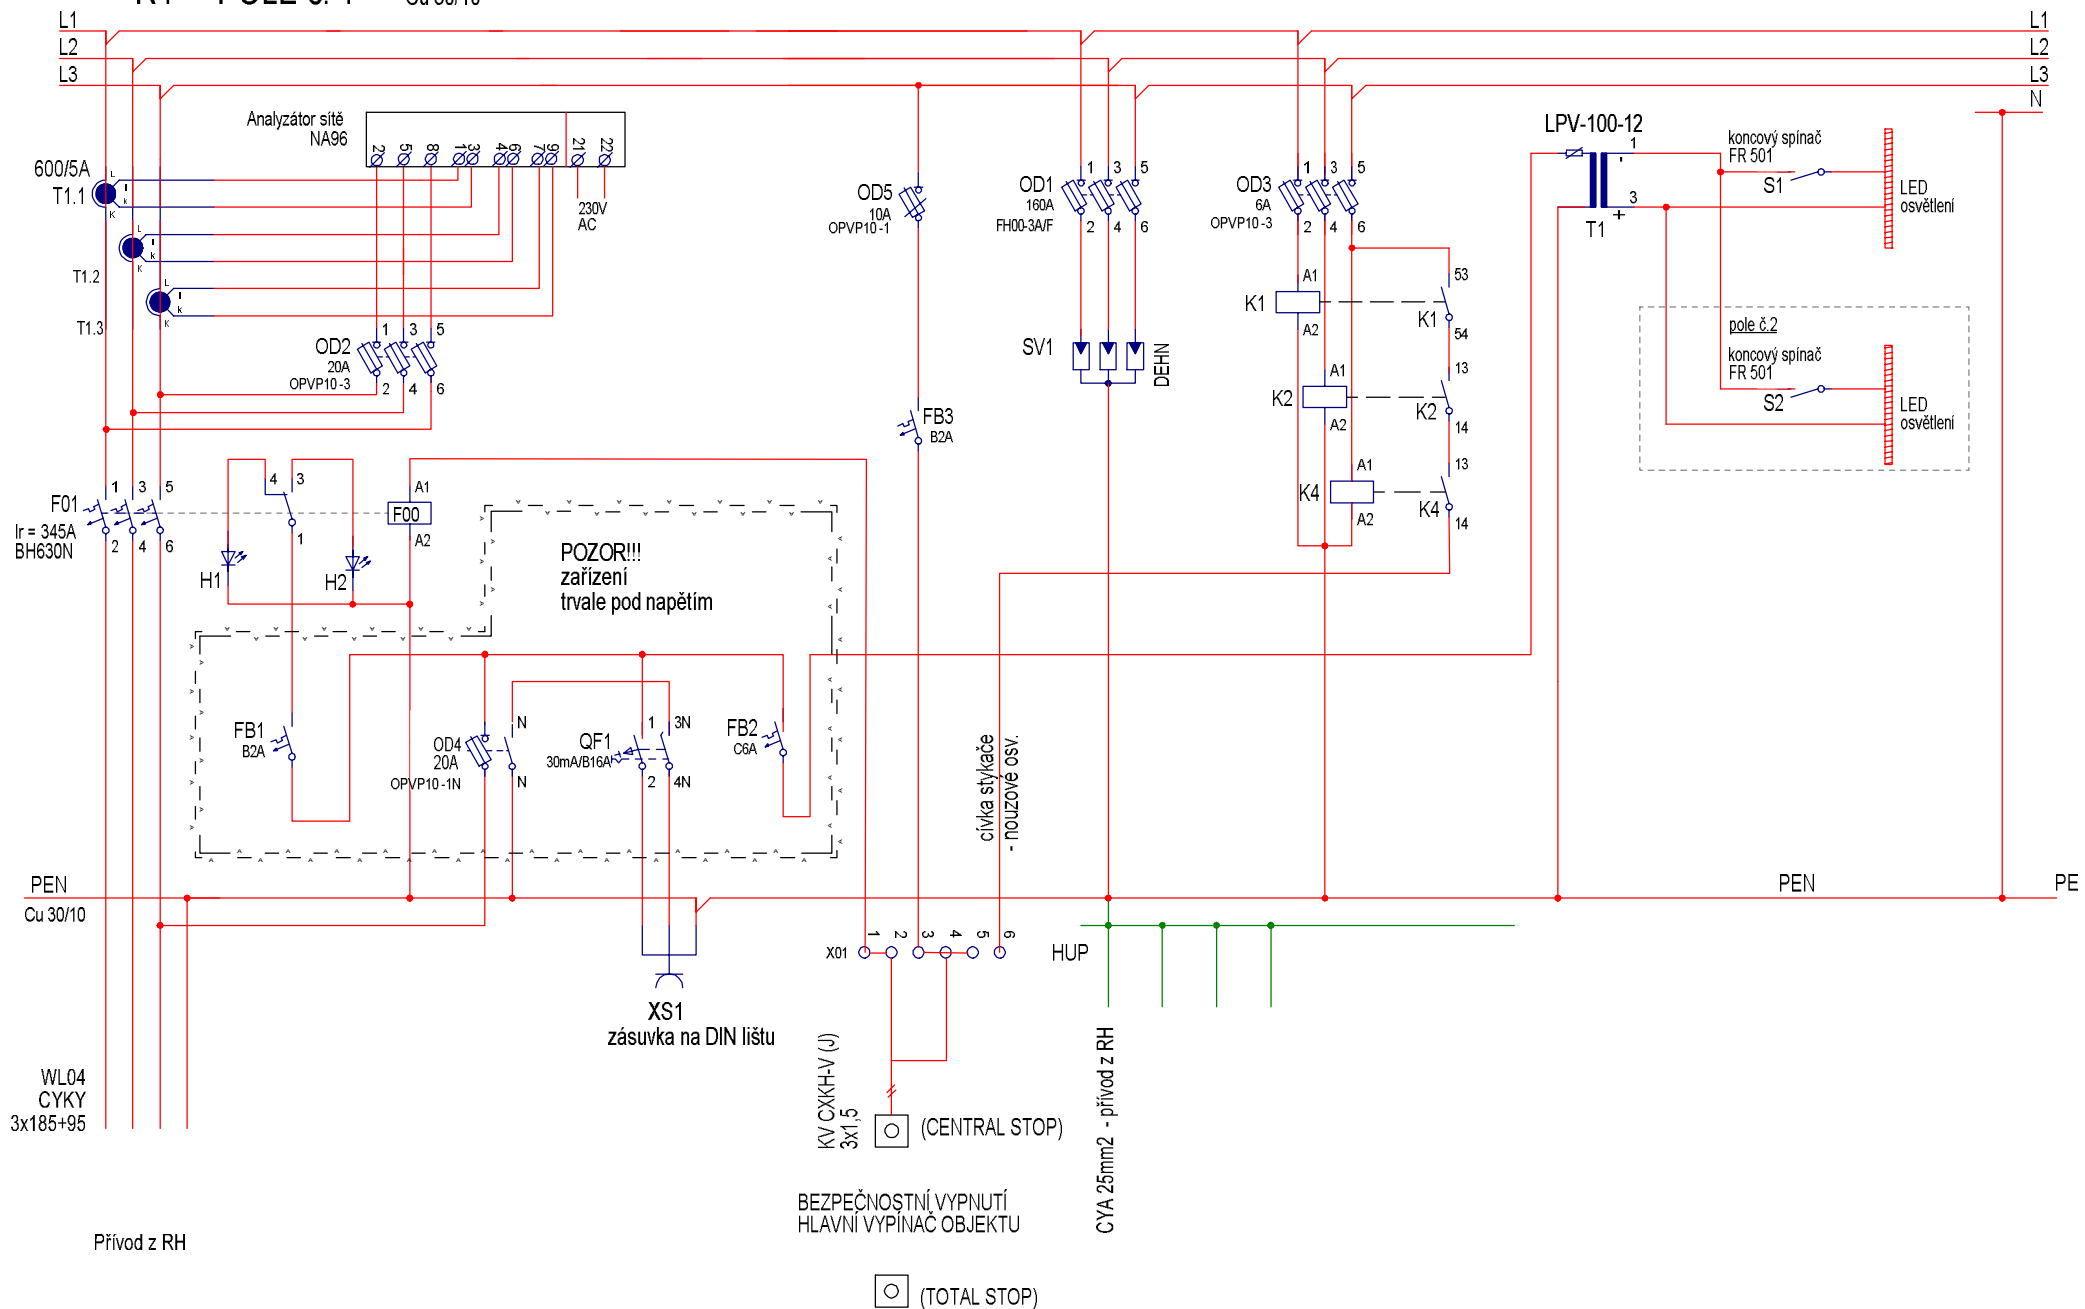 Cu 30/10
L1
L1
L2
L2
L3
L3
N
Analyzátor sítě
NA96
2 5 8 1 3 4 6 7 9 21 22
230V
AC
600/5A
T1.1
L
l
k
K
T1.2
L
l
k
K
T1.3
L
l
k
K
OD2
20A
OPVP10-3
1 3 5
2 4 6
OD5
10A
OPVP10-1
OD1
160A
FH00-3A/F
1 3 5
2 4 6
OD3
6A
OPVP10-3
1 3 5
2 4 6
LPV-100-12
1
-
3
+
T1
koncový spínač
FR 501
S1
LED
osvětlení
pole č.2
koncový spínač
FR 501
S2
LED
osvětlení
K1
A1
A2
53
K1
54
SV1
DEHN
K2
A1
A2
13
K2
14
K4
A1
A2
13
K4
14
FB3
B2A
F01
Ir = 345A
BH630N
1 3 5
2 4 6
4 3
1
H1
H2
A1
F00
A2
POZOR!!!
zařízení
trvale pod napětím
FB1
B2A
OD4
20A
OPVP10-1N
N
N
QF1
30mA/B16A
1 3N
2 4N
FB2
C6A
cívka stykače
- nouzové osv.
PEN
Cu 30/10
PEN
PE
X01
1 2 3 4 5 6
HUP
XS1
zásuvka na DIN lištu
WL04
CYKY
3x185+95
KV CXKH-V (J)
3x1,5
(CENTRAL STOP)
CYA 25mm2 - přívod z RH
BEZPEČNOSTNÍ VYPNUTÍ
HLAVNÍ VYPÍNAČ OBJEKTU
Přívod z RH
(TOTAL STOP)